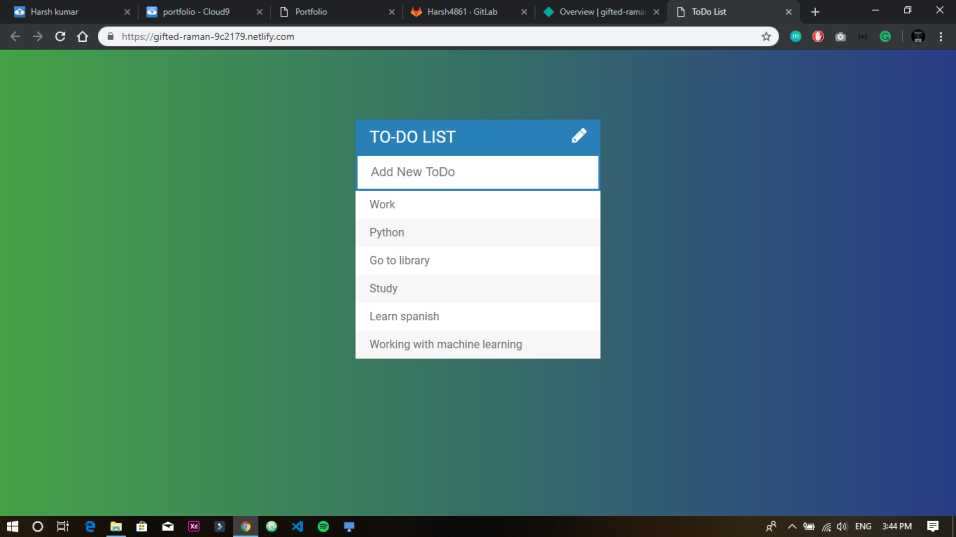 Harsh kumar
portfolio - Cloud9
Portfolio
Harsh4861 · GitLab
Overview | gifted-raman
ToDo List
https://gifted-raman-9c2179.netlify.com
TO-DO LIST
Add New ToDo
Work
Python
Go to library
Study
Learn spanish
Working with machine learning
Xd
ENG
3:44 PM